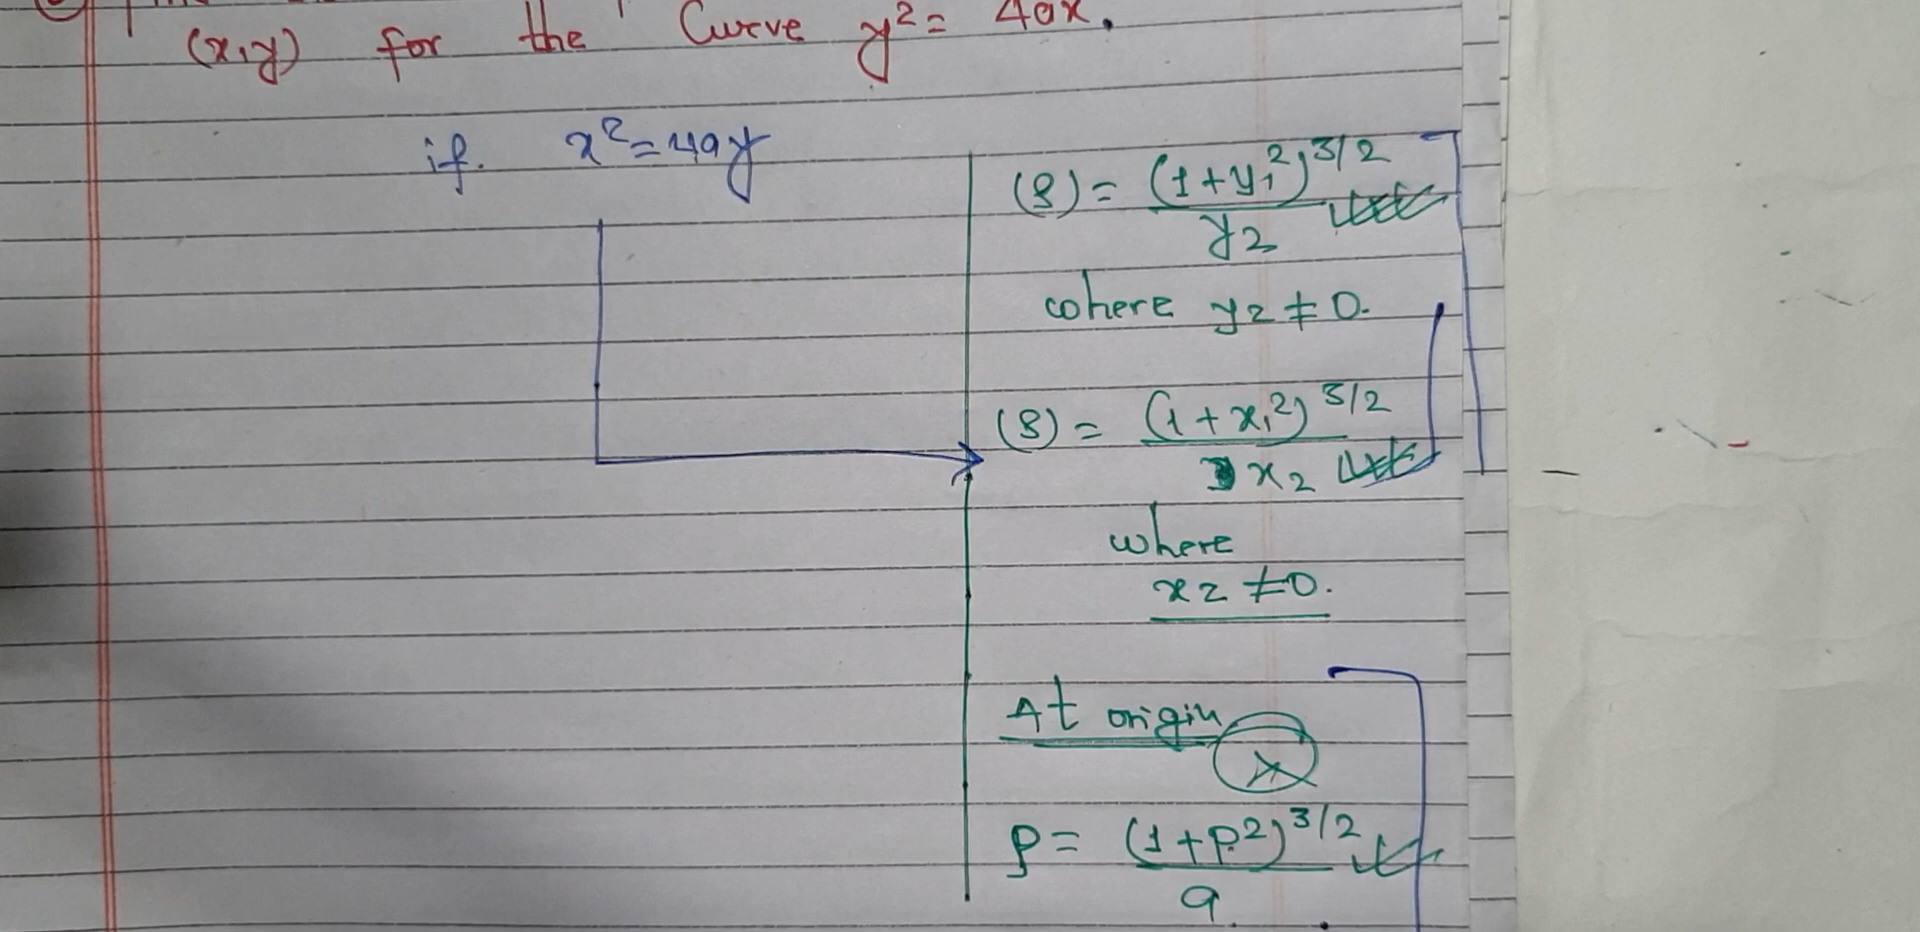 (x,y) for the Curve y² = 4ax.
if. x² = 4ay
(ρ) = (1 + y₁²)^3/2
y₂
where y₂ ≠ 0.
(ρ) = (1 + x₁²)^3/2
x₂
where
x₂ ≠ 0.
At origin
ρ = (1 + p²)^3/2
q